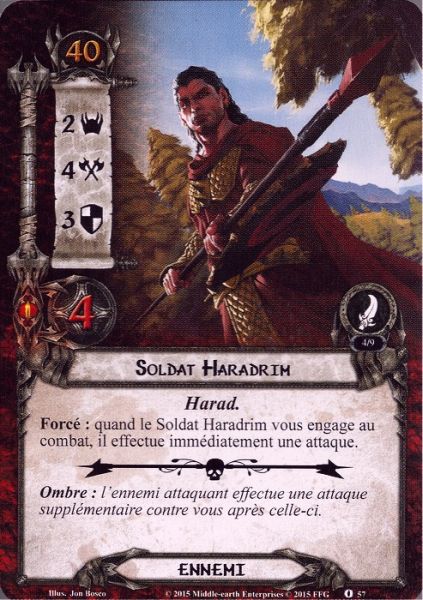 40
2
4
3
4
4/9
Soldat Haradrim
Harad.
Forcé : quand le Soldat Haradrim vous engage au
combat, il effectue immédiatement une attaque.
Ombre : l'ennemi attaquant effectue une attaque
supplémentaire contre vous après celle-ci.
ENNEMI
Illus. Jon Bosco © 2015 Middle-earth Enterprises © 2015 FFG 57